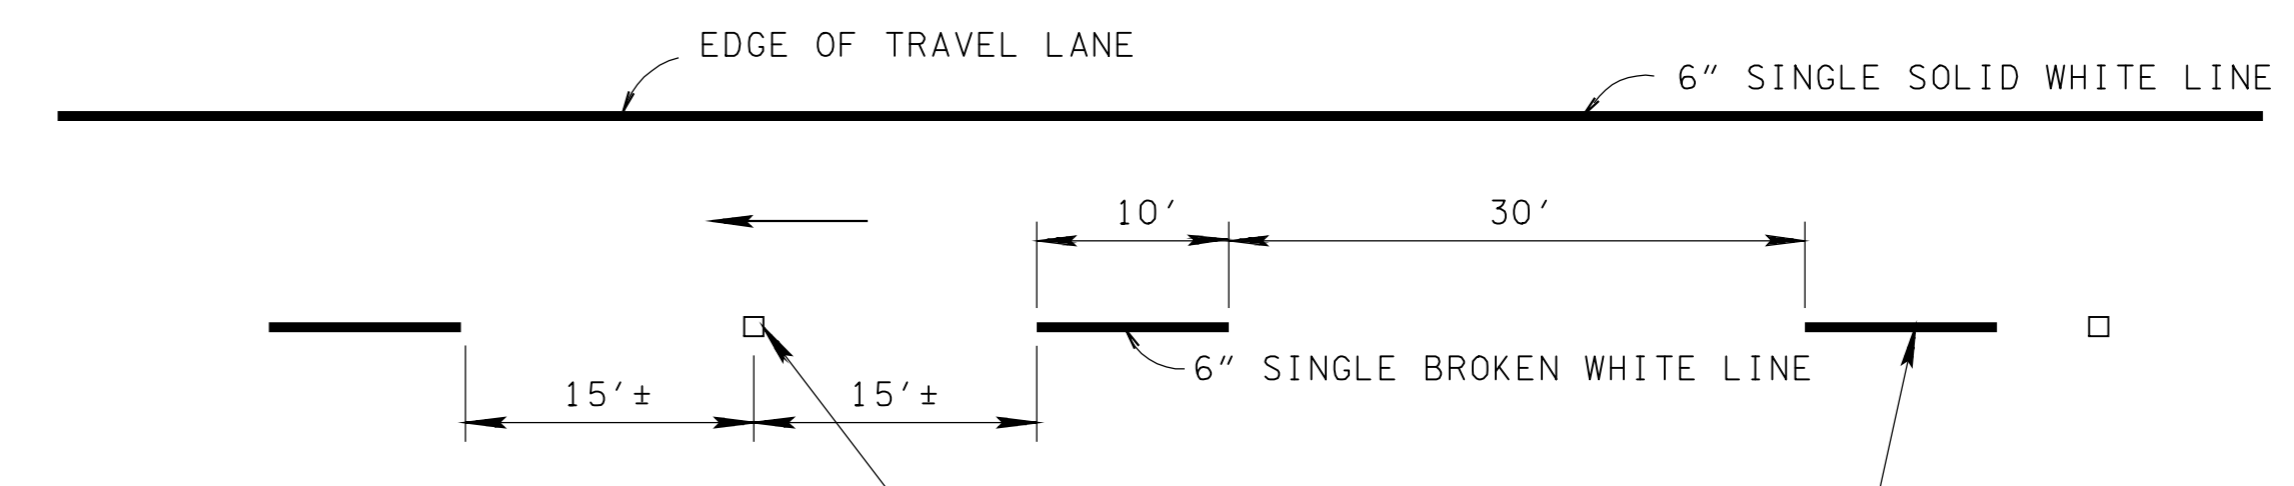 EDGE OF TRAVEL LANE
6" SINGLE SOLID WHITE LINE
10'
30'
6" SINGLE BROKEN WHITE LINE
15'±
15'±